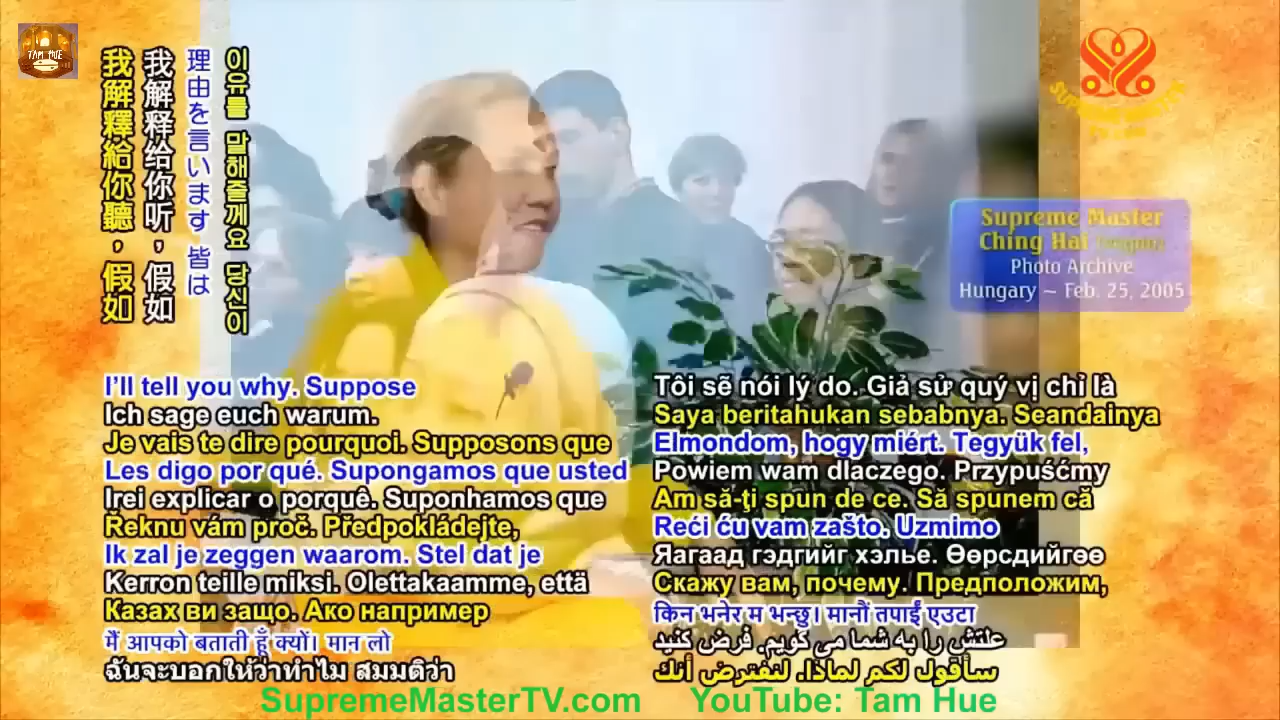 TAM HUE
我解釋給你聽，假如
我解释给你听，假如
理由を言います 皆は
이유를 말해줄께요 당신이
SUPREME MASTER
Supreme Master
Ching Hai
Photo Archive
Hungary ~ Feb. 25, 2005
I'll tell you why. Suppose
Ich sage euch warum.
Je vais te dire pourquoi. Supposons que
Les digo por qué. Supongamos que usted
Irei explicar o porquê. Suponhamos que
Řeknu vám proč. Předpokládejte,
Ik zal je zeggen waarom. Stel dat je
Kerron teille miksi. Olettakaamme, että
Казах ви защо. Ако например
मैं आपको बताती हूँ क्यों। मान लो
ฉันจะบอกให้ว่าทำไม สมมติว่า
Tôi sẽ nói lý do. Giả sử quý vị chỉ là
Saya beritahukan sebabnya. Seandainya
Elmondom, hogy miért. Tegyük fel,
Powiem wam dlaczego. Przypuśćmy
Am să-ţi spun de ce. Să spunem că
Reći ću vam zašto. Uzmimo
Яагаад гэдгийг хэлье. Өөрсдийгөө
Скажу вам, почему. Предположим,
किन भनेर म भन्छु। मानौं तपाईं एउटा
علتش را به شما می گویم. فرض کنید
سأقول لكم لماذا. لنفترض أنك
SupremeMasterTV.com YouTube: Tam Hue